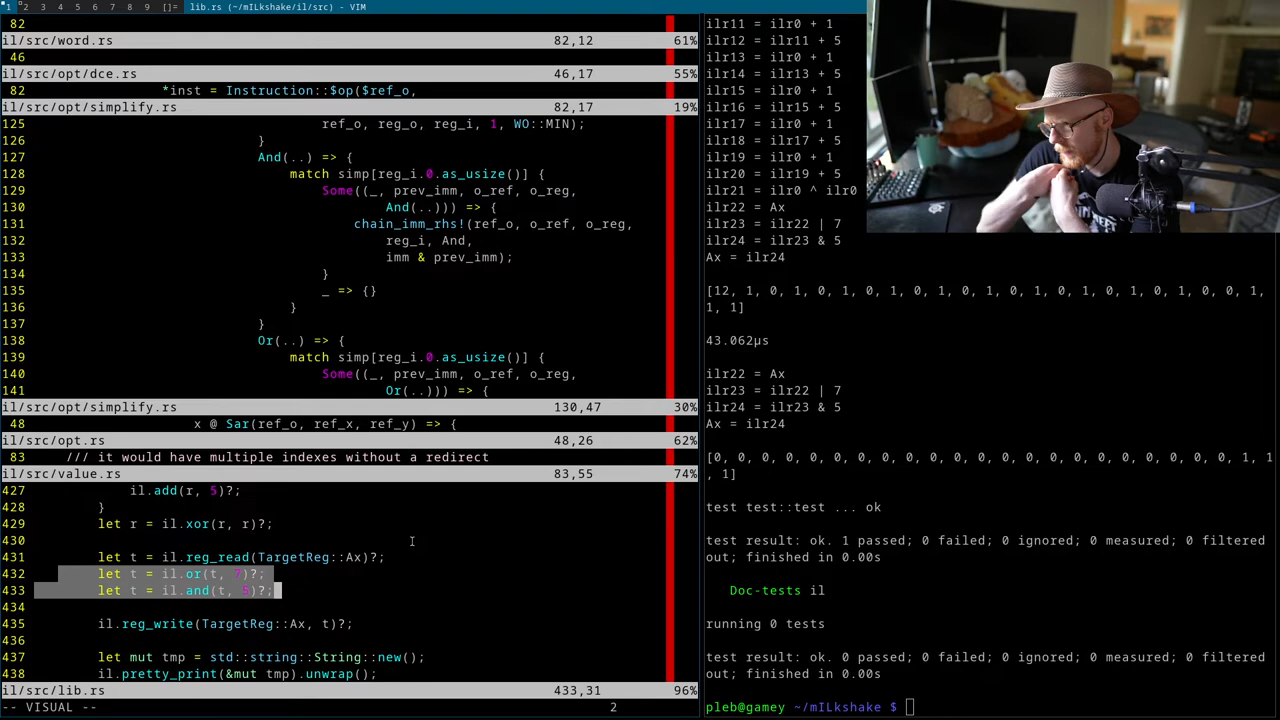 1 2 3 4 5 6 7 8 9 []= lib.rs (~/mILkshake/il/src) - VIM
82
il/src/word.rs 82,12 61%
46
il/src/opt/dce.rs 46,17 55%
82 *inst = Instruction::$op($ref_o,
il/src/opt/simplify.rs 82,17 19%
125 ref_o, reg_o, reg_i, 1, WO::MIN);
126 }
127 And(..) => {
128 match simp[reg_i.0.as_usize()] {
129 Some((_, prev_imm, o_ref, o_reg,
130 And(..))) => {
131 chain_imm_rhs!(ref_o, o_ref, o_reg,
132 reg_i, And,
133 imm & prev_imm);
134 }
135 _ => {}
136 }
137 }
138 Or(..) => {
139 match simp[reg_i.0.as_usize()] {
140 Some((_, prev_imm, o_ref, o_reg,
141 Or(..))) => {
il/src/opt/simplify.rs 130,47 30%
48 x @ Sar(ref_o, ref_x, ref_y) => {
il/src/opt.rs 48,26 62%
83 /// it would have multiple indexes without a redirect
il/src/value.rs 83,55 74%
427 il.add(r, 5)?;
428 }
429 let r = il.xor(r, r)?;
430
431 let t = il.reg_read(TargetReg::Ax)?;
432 let t = il.or(t, 7)?;
433 let t = il.and(t, 5)?;
434
435 il.reg_write(TargetReg::Ax, t)?;
436
437 let mut tmp = std::string::String::new();
438 il.pretty_print(&mut tmp).unwrap();
il/src/lib.rs 433,31 96%
-- VISUAL -- 2
ilr11 = ilr0 + 1
ilr12 = ilr11 + 5
ilr13 = ilr0 + 1
ilr14 = ilr13 + 5
ilr15 = ilr0 + 1
ilr16 = ilr15 + 5
ilr17 = ilr0 + 1
ilr18 = ilr17 + 5
ilr19 = ilr0 + 1
ilr20 = ilr19 + 5
ilr21 = ilr0 ^ ilr0
ilr22 = Ax
ilr23 = ilr22 | 7
ilr24 = ilr23 & 5
Ax = ilr24
[12, 1, 0, 1, 0, 1, 0, 1, 0, 1, 0, 1, 0, 1, 0, 1, 0, 1, 0, 1, 0, 0, 1,
1, 1]
43.062µs
ilr22 = Ax
ilr23 = ilr22 | 7
ilr24 = ilr23 & 5
Ax = ilr24
[0, 0, 0, 0, 0, 0, 0, 0, 0, 0, 0, 0, 0, 0, 0, 0, 0, 0, 0, 0, 0, 0, 1, 1
, 1]
test test::test ... ok
test result: ok. 1 passed; 0 failed; 0 ignored; 0 measured; 0 filtered
out; finished in 0.00s
Doc-tests il
running 0 tests
test result: ok. 0 passed; 0 failed; 0 ignored; 0 measured; 0 filtered
out; finished in 0.00s
pleb@gamey ~/mILkshake $